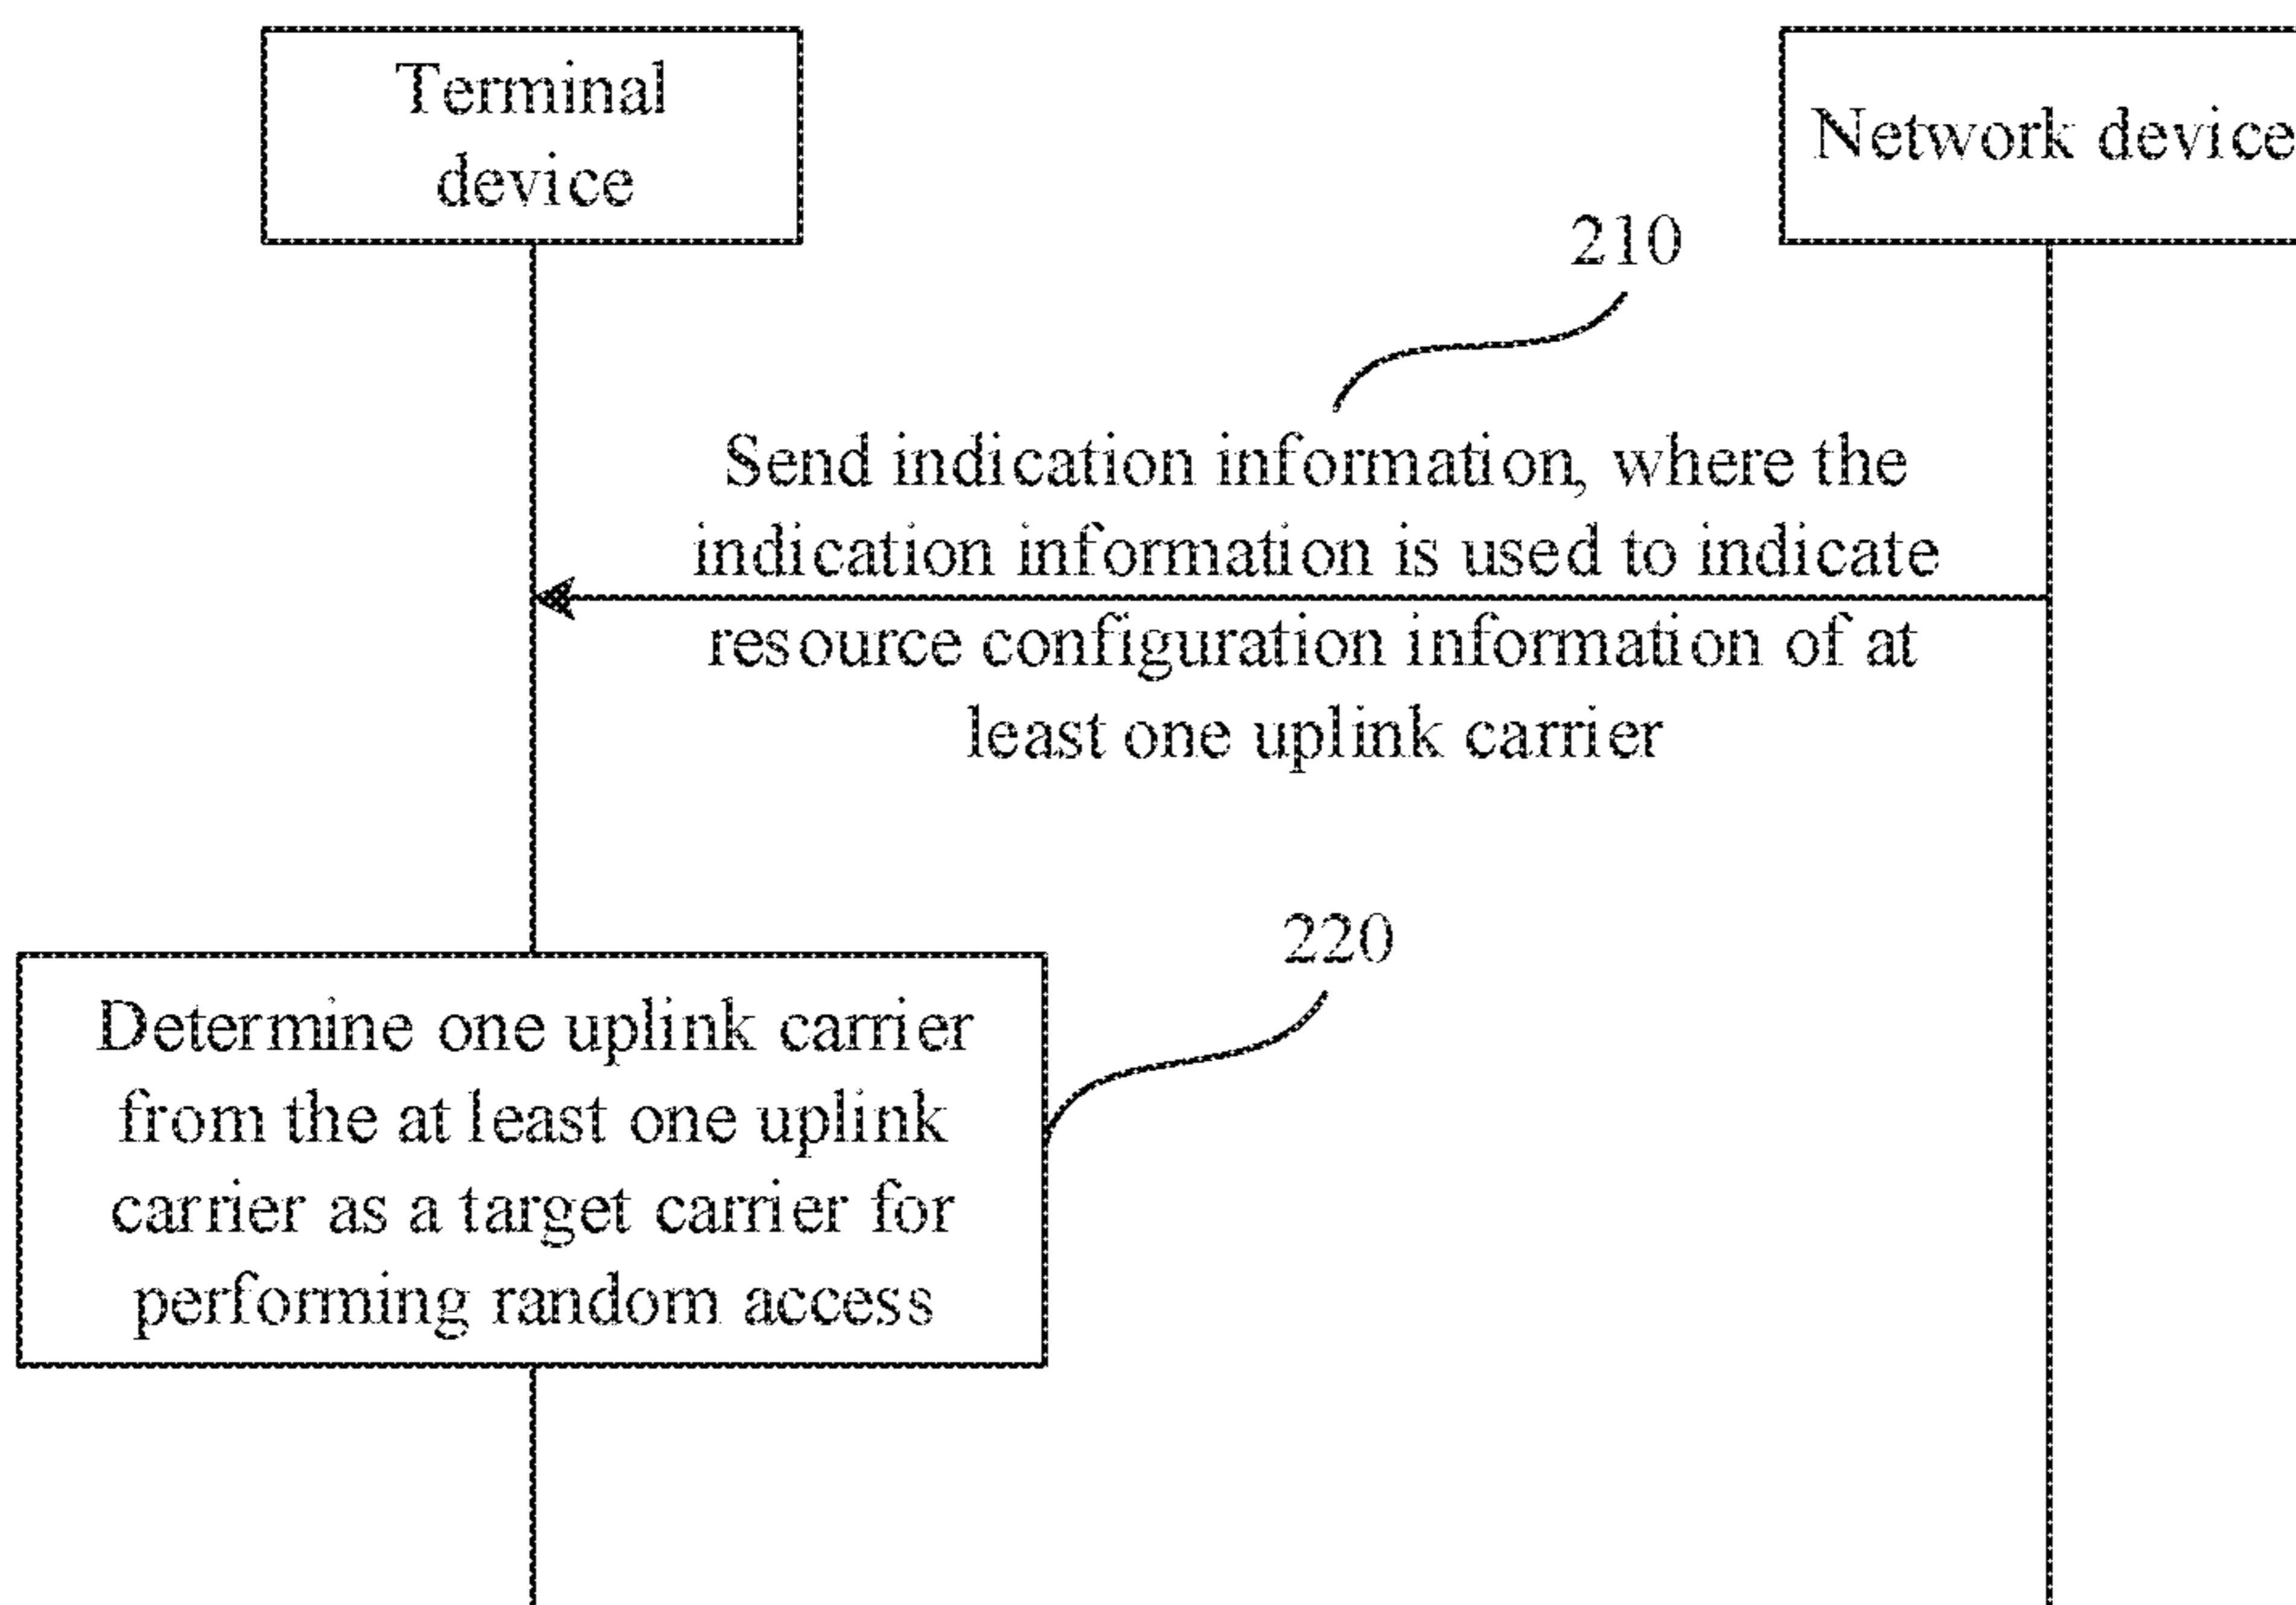 Terminal
device
Network device
210
Send indication information, where the
indication information is used to indicate
resource configuration information of at
least one uplink carrier
220
Determine one uplink carrier
from the at least one uplink
carrier as a target carrier for
performing random access